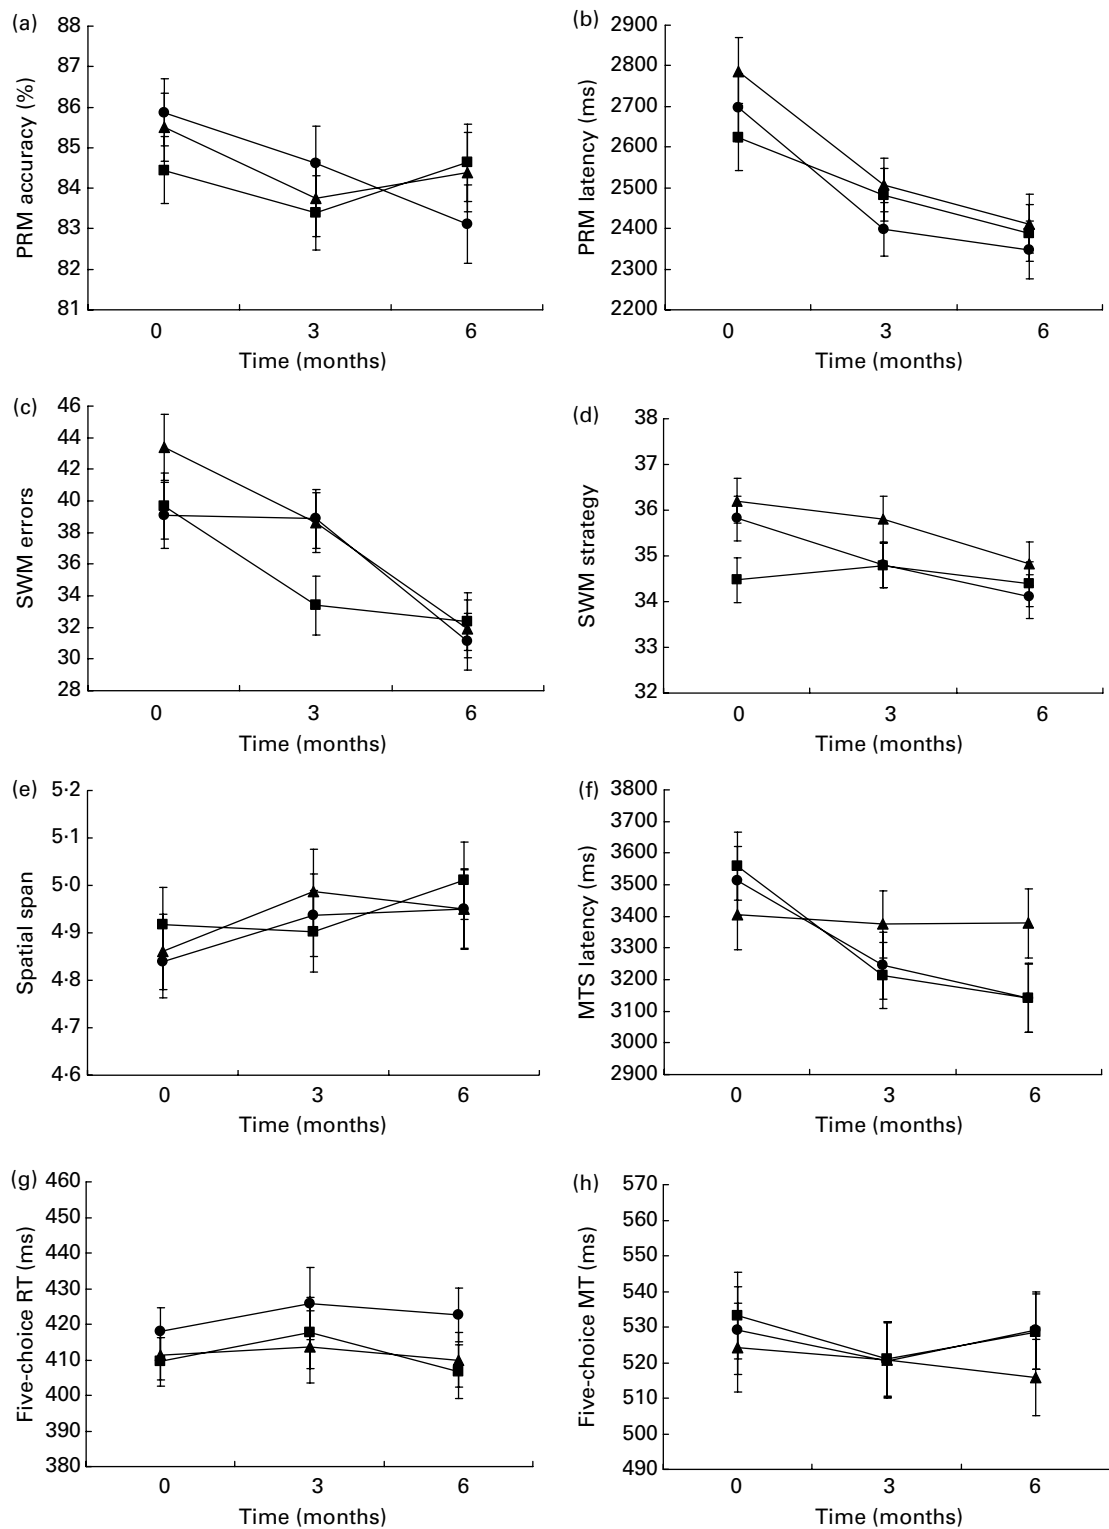 (a)
PRM accuracy (%)
88
87
86
85
84
83
82
81
0 3 6
Time (months)
(b)
PRM latency (ms)
2900
2800
2700
2600
2500
2400
2300
2200
0 3 6
Time (months)
(c)
SWM errors
46
44
42
40
38
36
34
32
30
28
0 3 6
Time (months)
(d)
SWM strategy
38
37
36
35
34
33
32
0 3 6
Time (months)
(e)
Spatial span
5·2
5·1
5·0
4·9
4·8
4·7
4·6
0 3 6
Time (months)
(f)
MTS latency (ms)
3800
3700
3600
3500
3400
3300
3200
3100
3000
2900
0 3 6
Time (months)
(g)
Five-choice RT (ms)
460
450
440
430
420
410
400
390
380
0 3 6
Time (months)
(h)
Five-choice MT (ms)
570
560
550
540
530
520
510
500
490
0 3 6
Time (months)